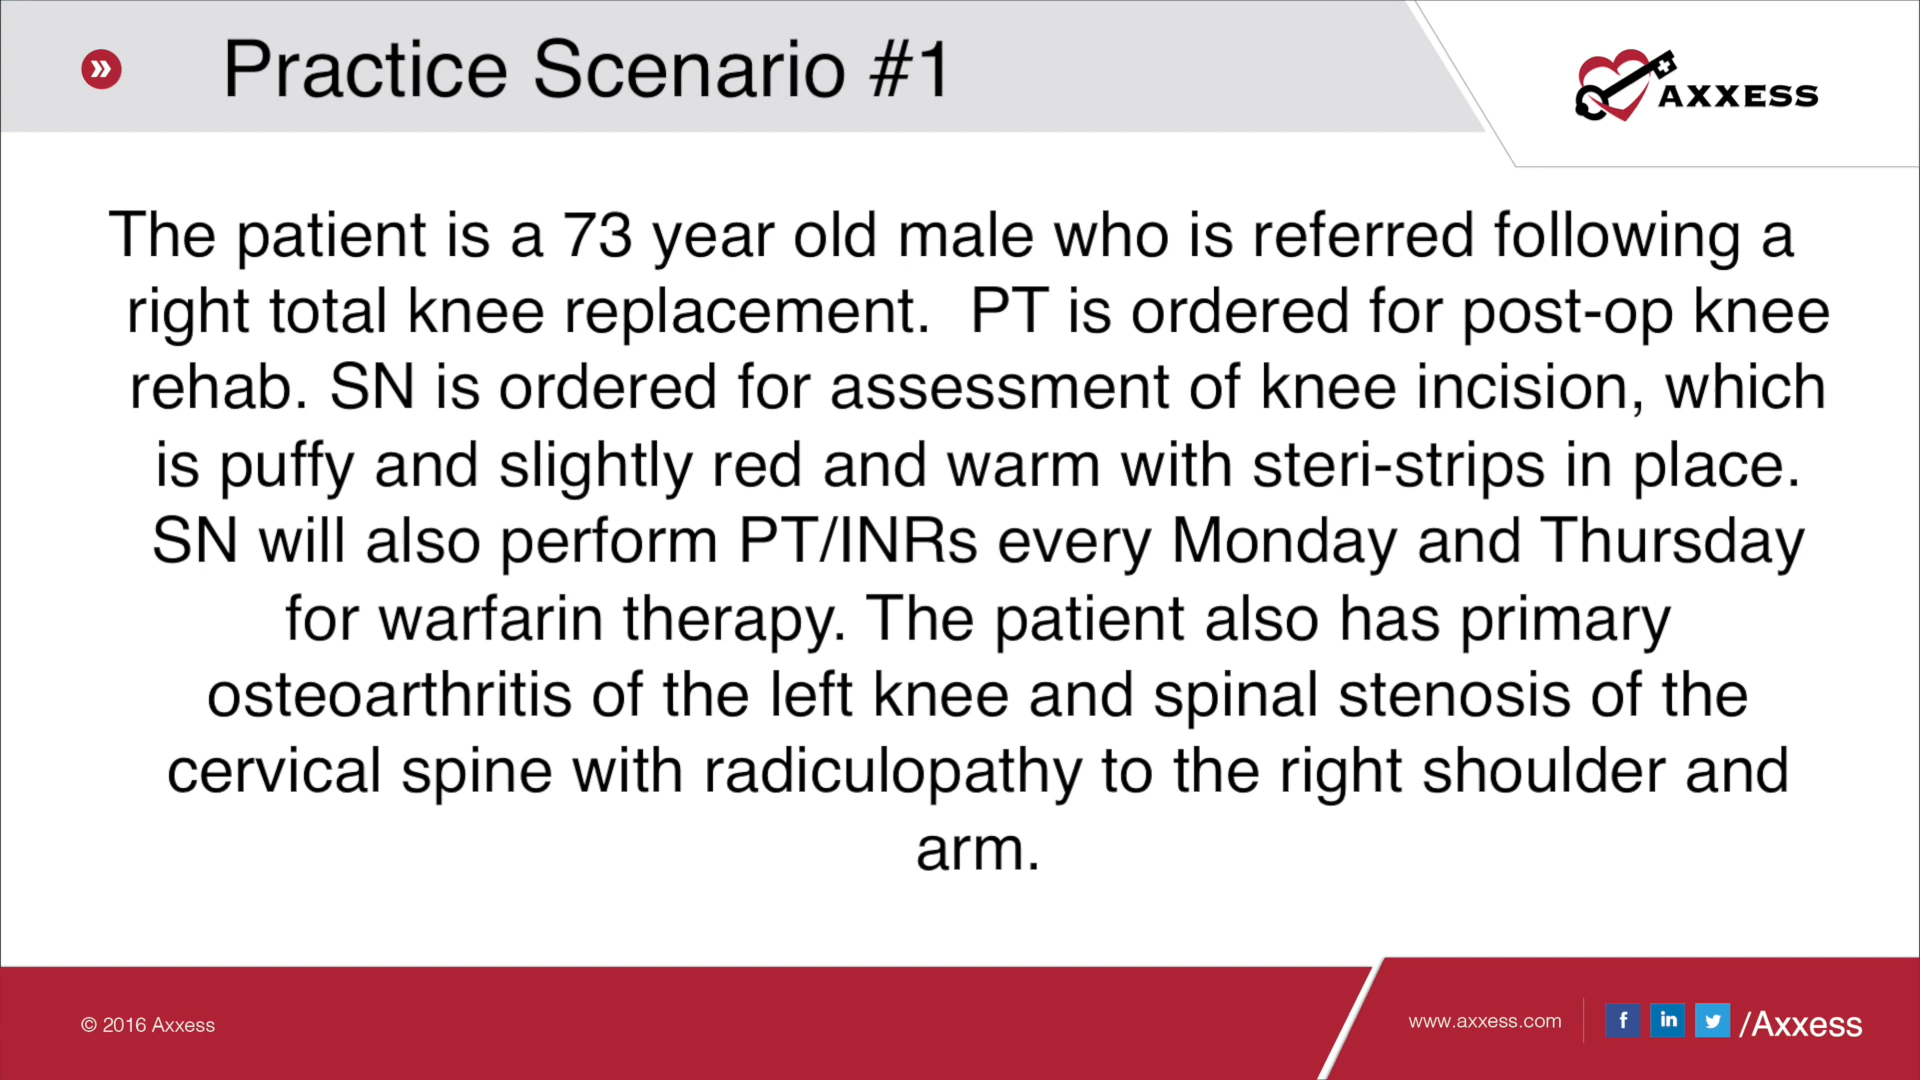 Practice Scenario #1
AXXESS
The patient is a 73 year old male who is referred following a
right total knee replacement.  PT is ordered for post-op knee
rehab. SN is ordered for assessment of knee incision, which
is puffy and slightly red and warm with steri-strips in place.
SN will also perform PT/INRs every Monday and Thursday
for warfarin therapy. The patient also has primary
osteoarthritis of the left knee and spinal stenosis of the
cervical spine with radiculopathy to the right shoulder and
arm.
© 2016 Axxess
www.axxess.com
/Axxess